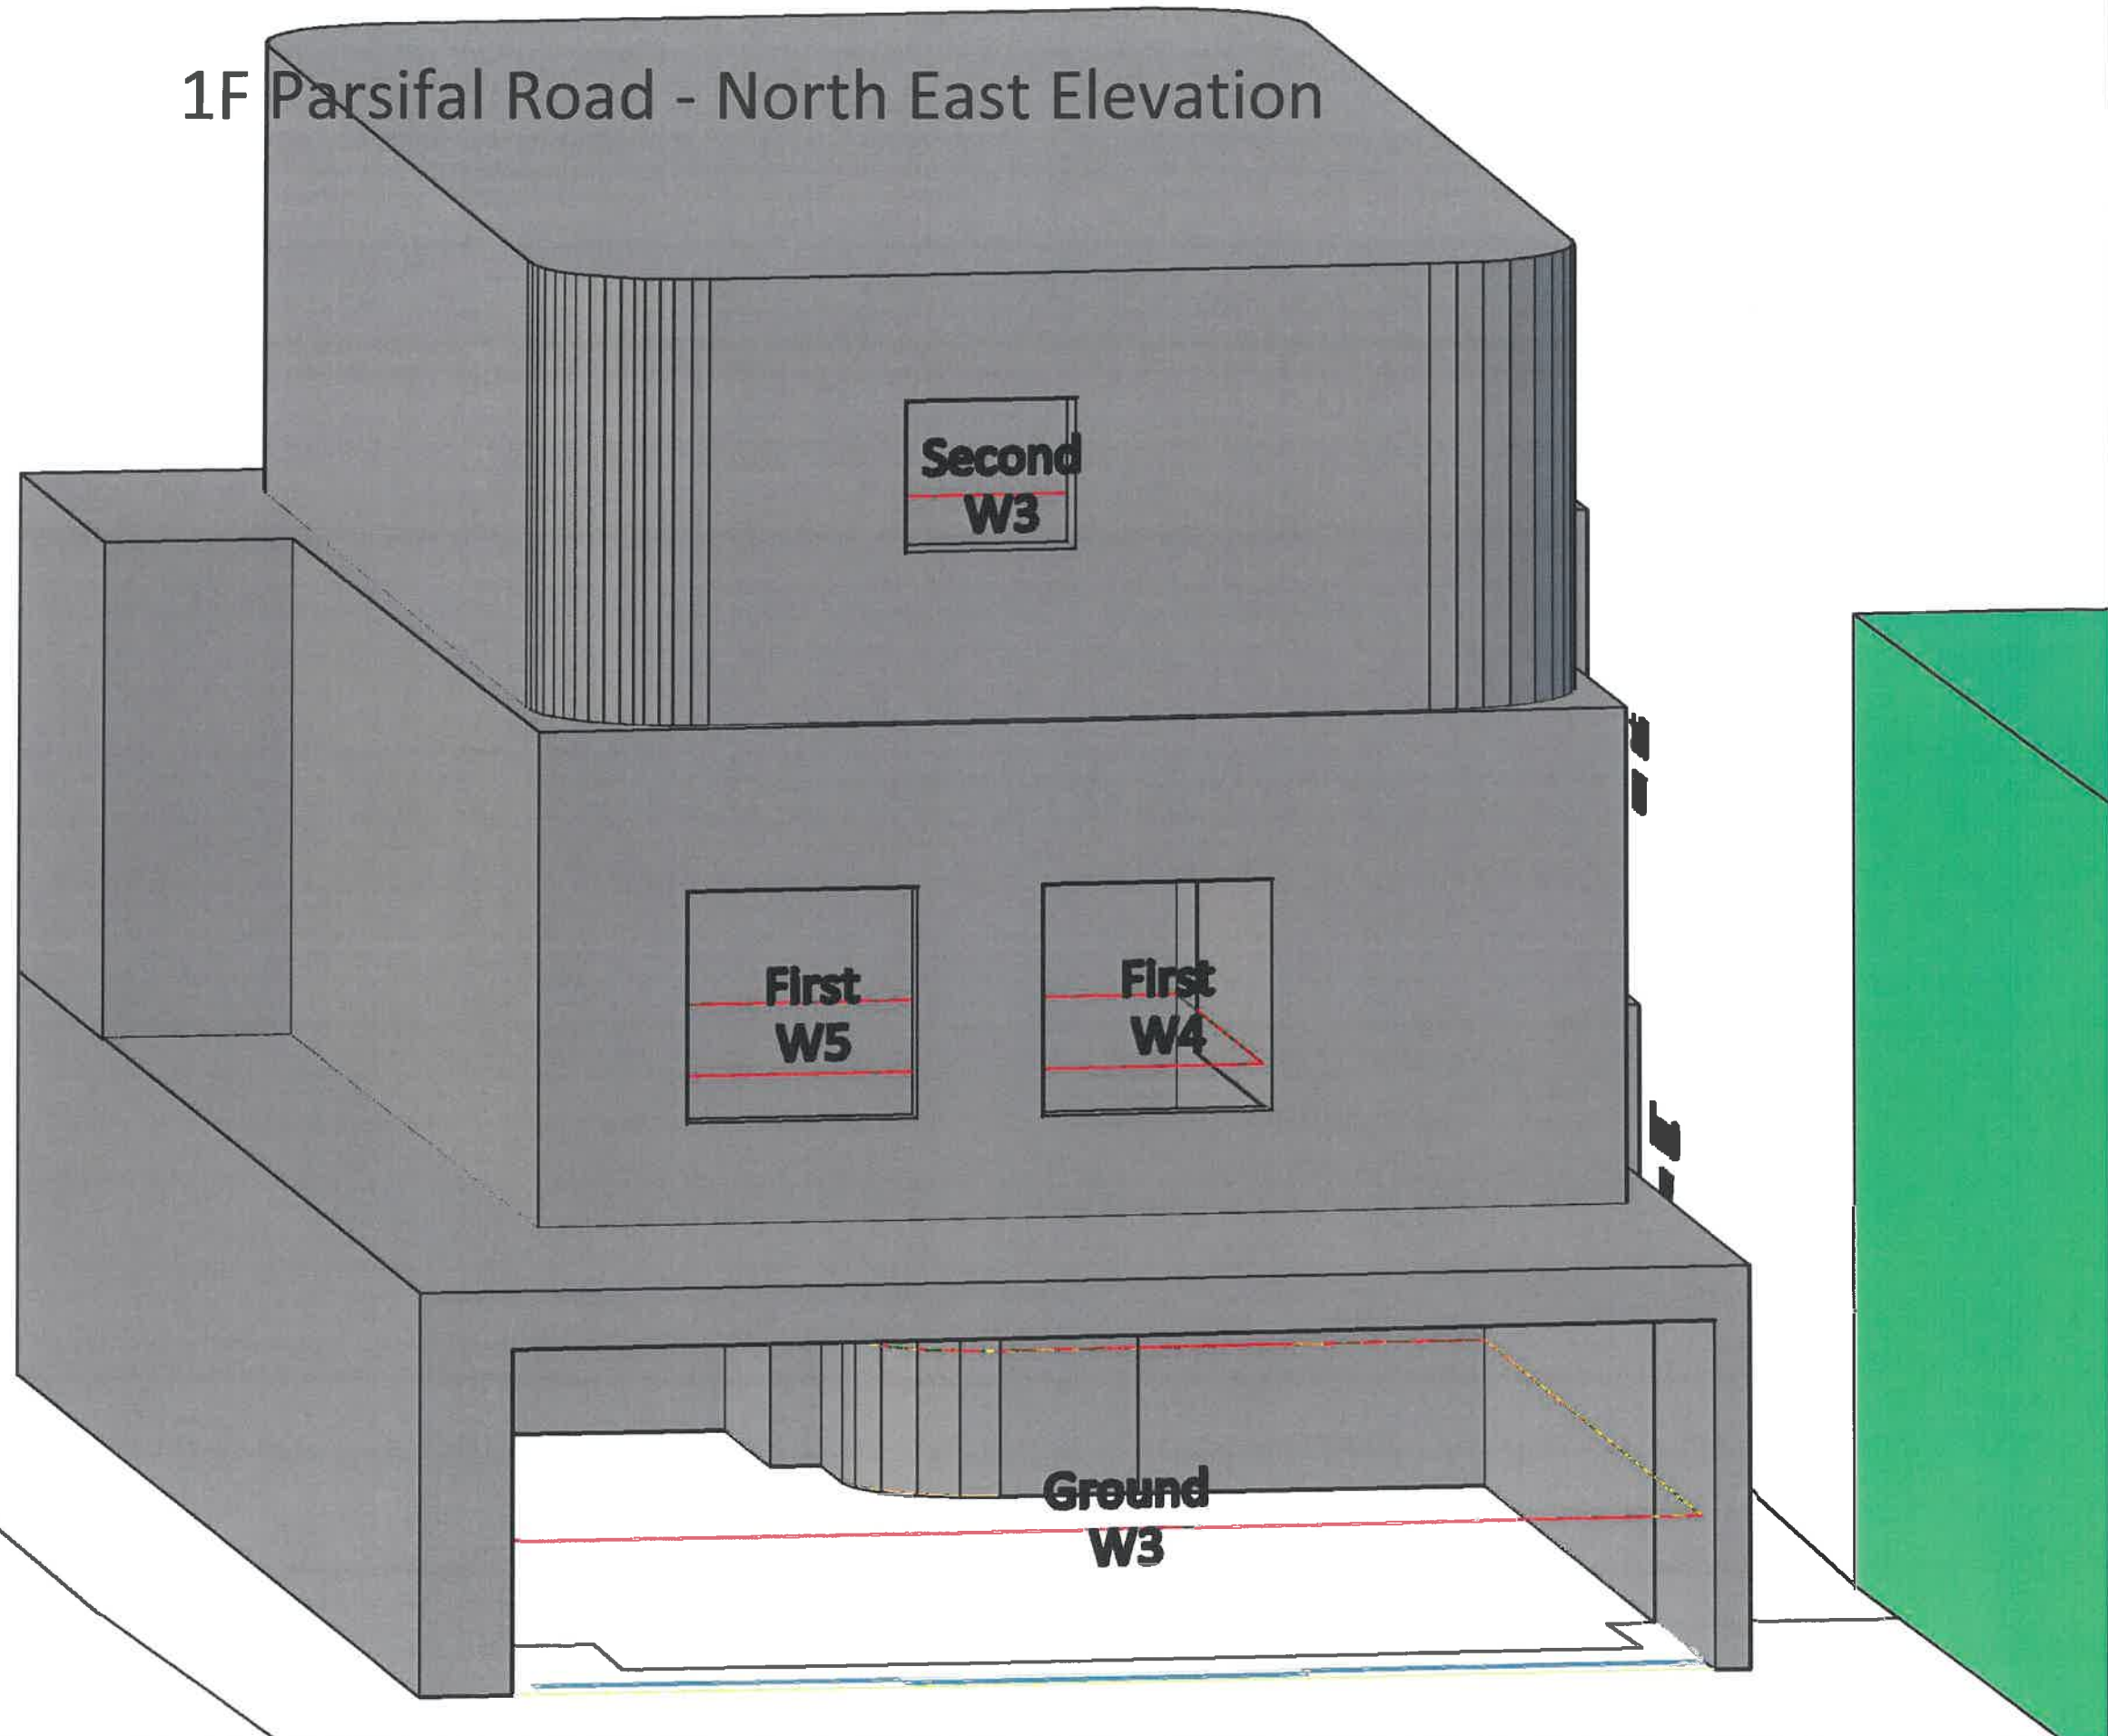 1F Parsifal Road - North East Elevation
Second
W3
First
W5
First
W4
Ground
W3